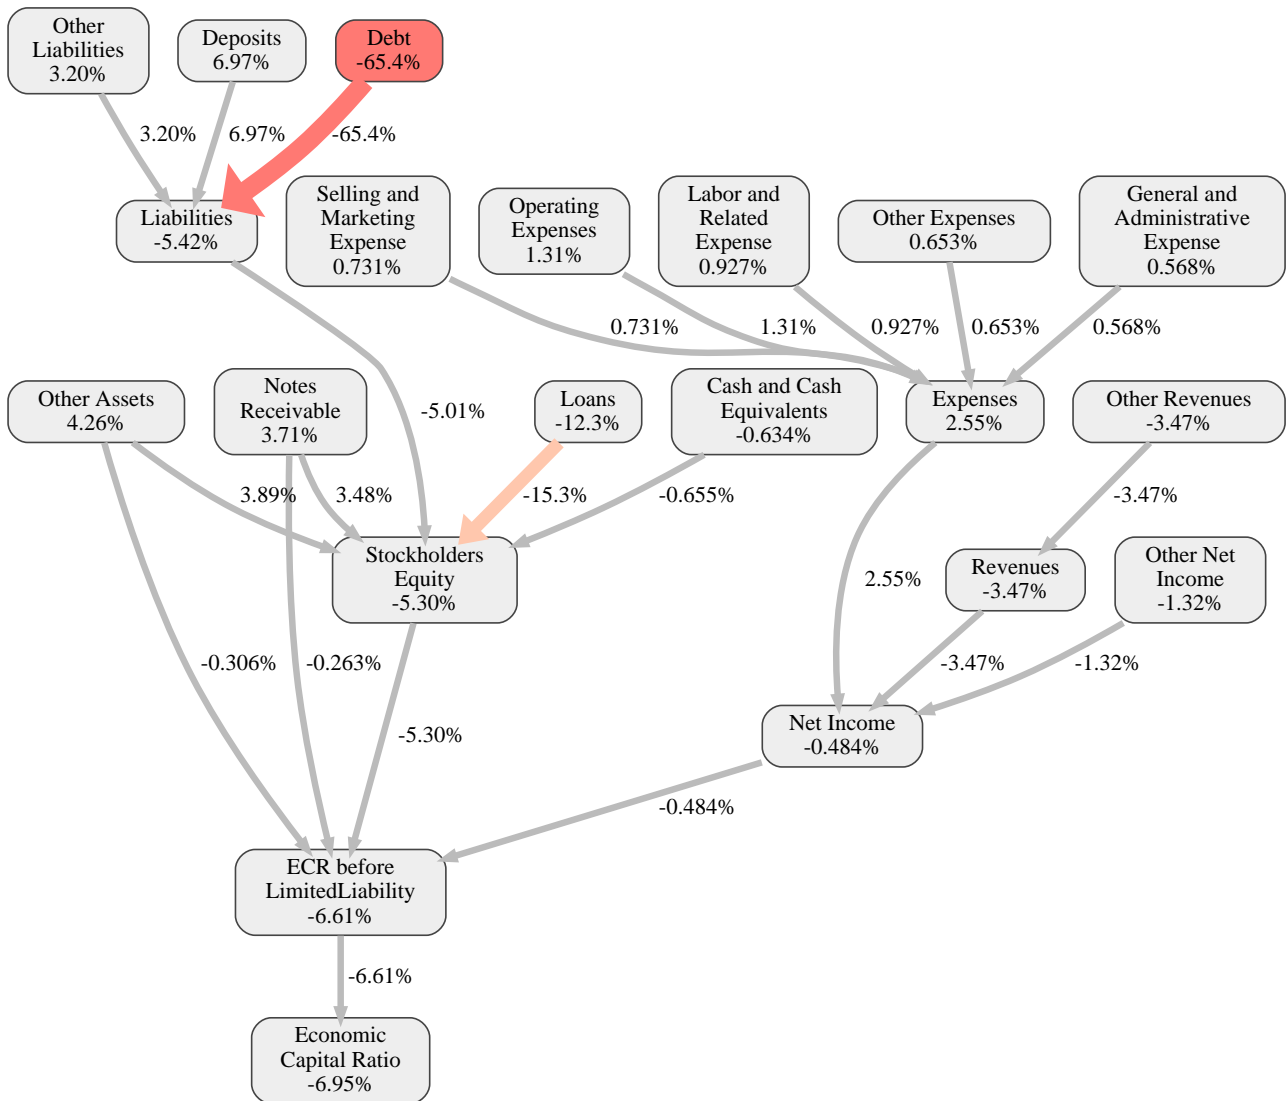 Other
Liabilities
3.20%
Deposits
6.97%
Debt
-65.4%
3.20%
6.97%
-65.4%
Liabilities
-5.42%
Selling and
Marketing
Expense
0.731%
Operating
Expenses
1.31%
Labor and
Related
Expense
0.927%
Other Expenses
0.653%
General and
Administrative
Expense
0.568%
0.731%
1.31%
0.927%
0.653%
0.568%
Other Assets
4.26%
Notes
Receivable
3.71%
-5.01%
Loans
-12.3%
Cash and Cash
Equivalents
-0.634%
Expenses
2.55%
Other Revenues
-3.47%
3.89%
3.48%
-15.3%
-0.655%
-3.47%
Stockholders
Equity
-5.30%
2.55%
Revenues
-3.47%
Other Net
Income
-1.32%
-0.306%
-0.263%
-5.30%
-3.47%
-1.32%
Net Income
-0.484%
-0.484%
ECR before
LimitedLiability
-6.61%
-6.61%
Economic
Capital Ratio
-6.95%